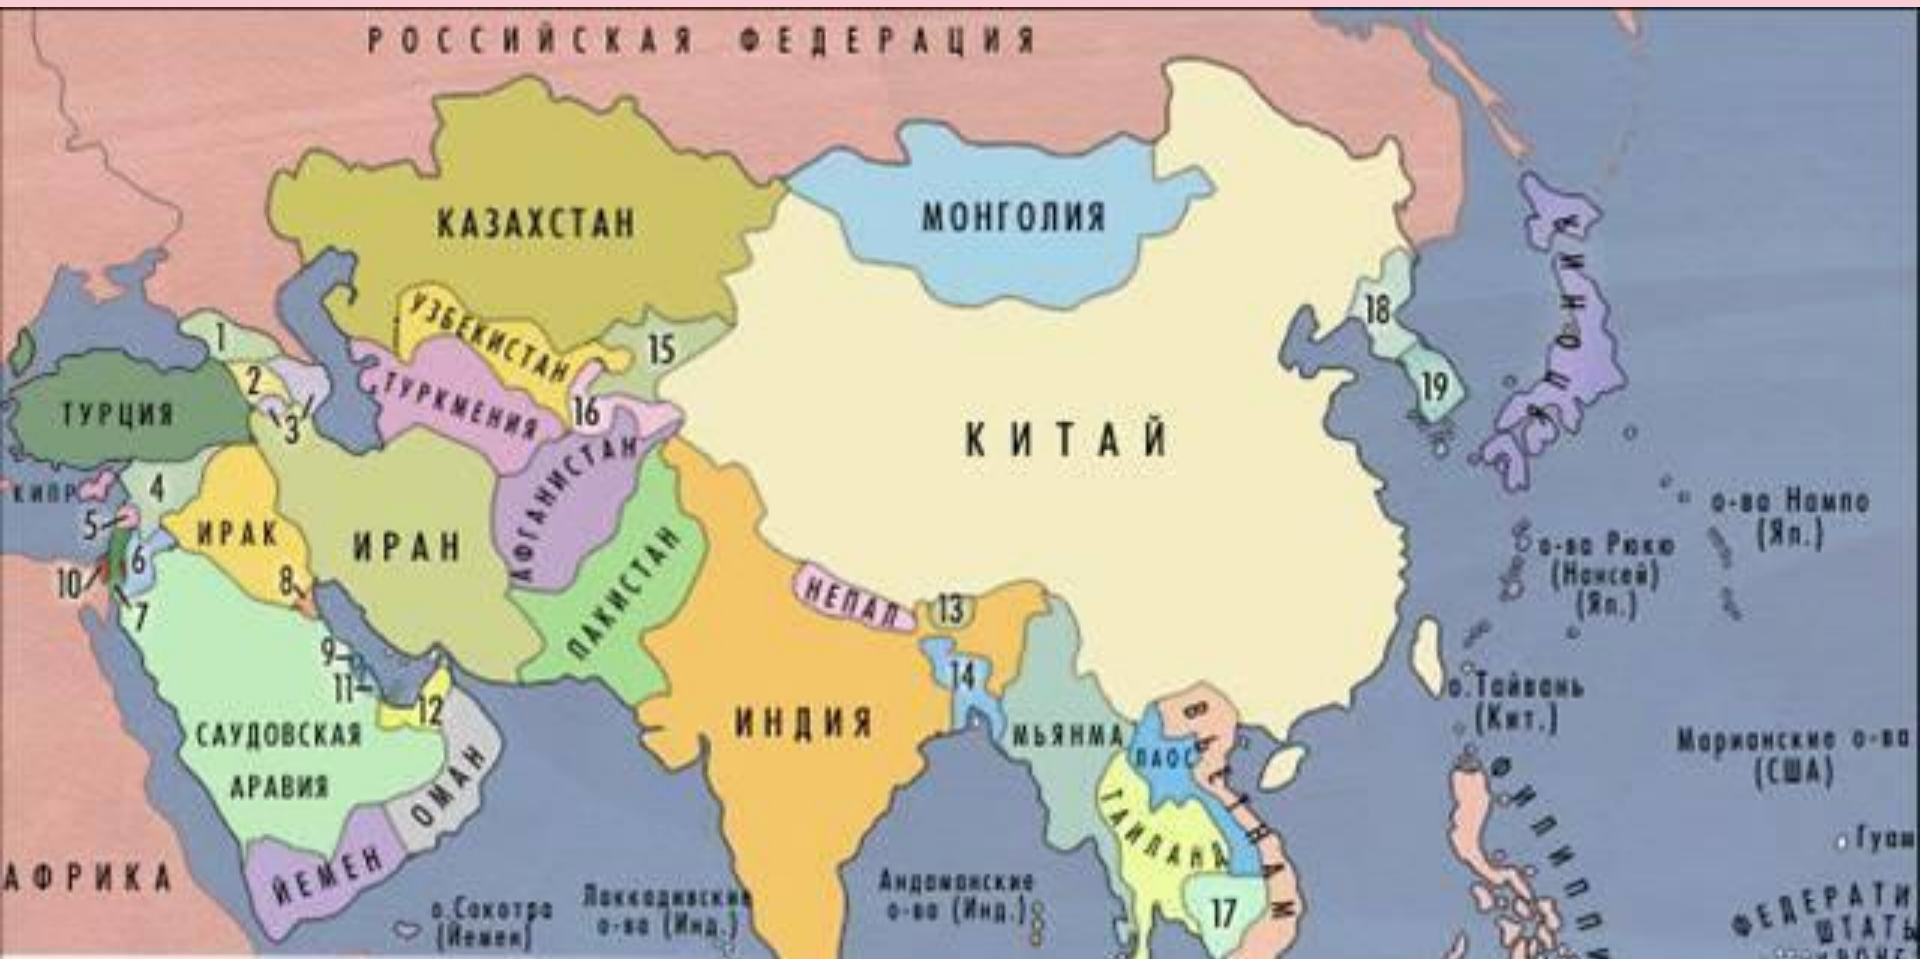 РОССИЙСКАЯ ФЕДЕРАЦИЯ
КАЗАХСТАН
МОНГОЛИЯ
ЯПОНИЯ
УЗБЕКИСТАН
18
1
15
2
ТУРКМЕНИЯ
19
ТУРЦИЯ
16
3
КИТАЙ
АФГАНИСТАН
КИПР
4
5
ИРАК
ИРАН
о-ва Нампо
(Яп.)
6
10
8
7
ПАКИСТАН
о-ва Рюкю
(Нансей)
(Яп.)
НЕПАЛ
13
9
11
12
14
о.Тайвань
(Кит.)
САУДОВСКАЯ
АРАВИЯ
ОМАН
ИНДИЯ
МЬЯНМА
ЛАОС
ВЬЕТНАМ
Марианские о-ва
(США)
ТАИЛАНД
ФИЛИППИ
Гуам
АФРИКА
ЙЕМЕН
о.Сокотра
(Йемен)
Лаккадивские
о-ва (Инд.)
Андаманские
о-ва (Инд.)
17
ФЕДЕРАТИ
ШТАТЫ